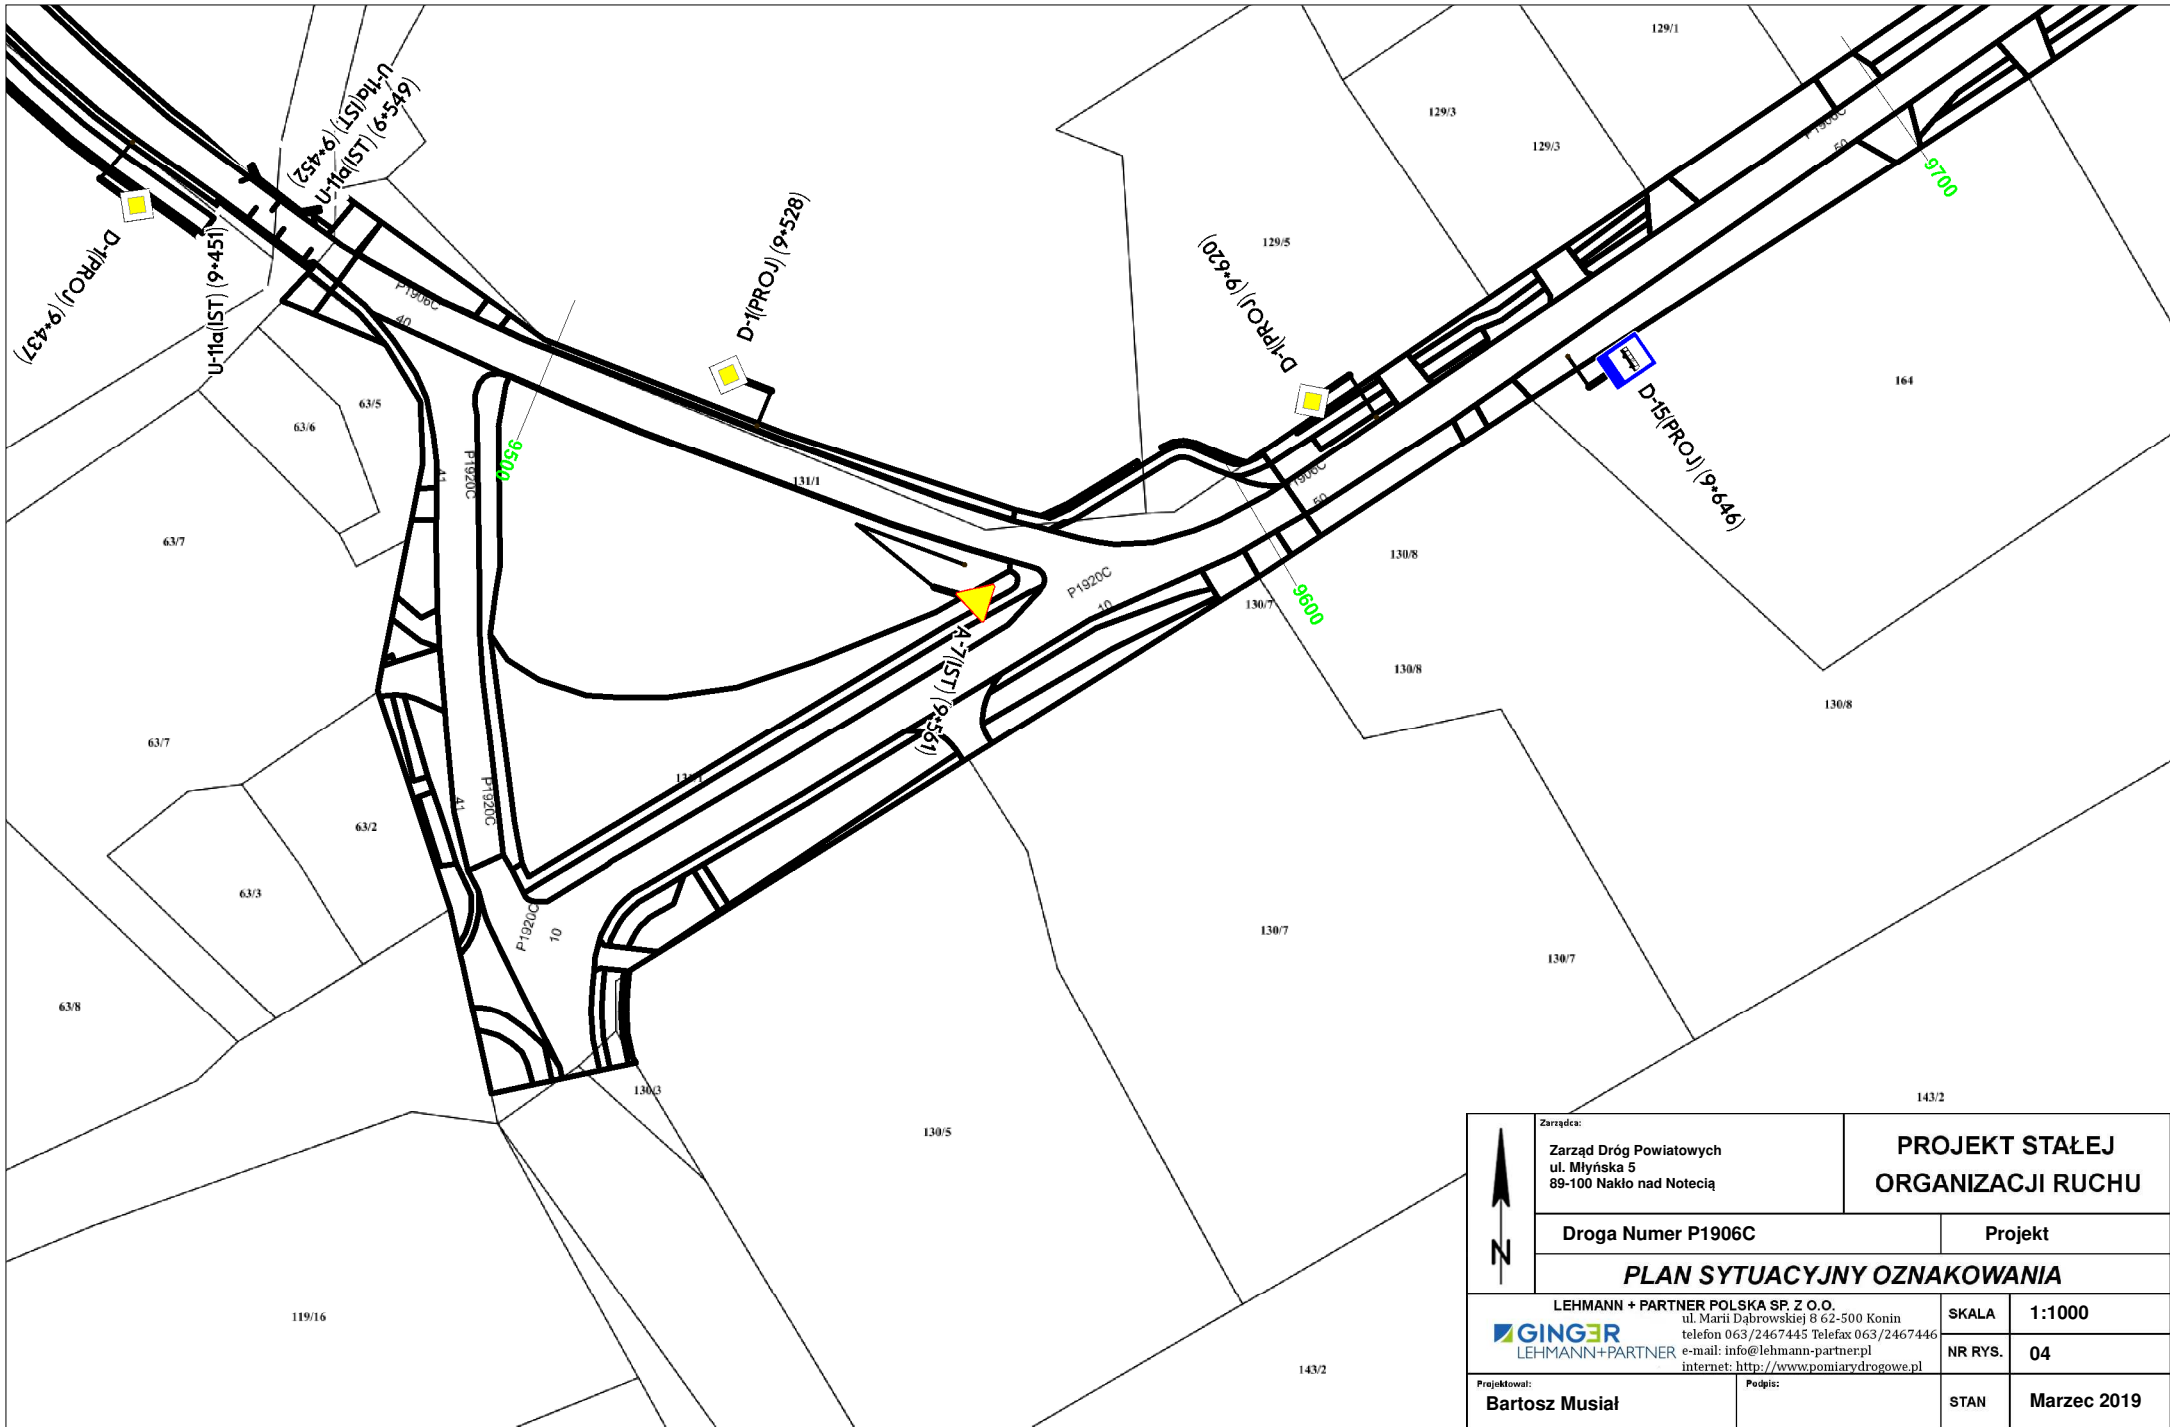 129/1
129/3
129/3
129/5
U-11a(IST) (9+452)
U-11a(IST) (9+549)
D-1(PROJ) (9+437)
U-11a(IST) (9+451)
D-1(PROJ) (9+528)
D-1(PROJ) (9+620)
D-15(PROJ) (9+646)
A-7(IST) (9+561)
P1906C
50
9700
P1906C
40
9500
P1920C
41
P1906C
50
9600
P1920C
10
P1920C
41
P1920C
10
164
63/5
63/6
131/1
63/7
130/8
130/7
130/8
130/8
63/7
131/1
63/2
63/3
130/7
130/7
63/8
130/3
130/5
143/2
119/16
143/2
Zarządca:
Zarząd Dróg Powiatowych
ul. Młyńska 5
89-100 Nakło nad Notecią
PROJEKT STAŁEJ
ORGANIZACJI RUCHU
N
Droga Numer P1906C
Projekt
PLAN SYTUACYJNY OZNAKOWANIA
LEHMANN + PARTNER POLSKA SP. Z O.O.
ul. Marii Dąbrowskiej 8 62-500 Konin
telefon 063/2467445 Telefax 063/2467446
e-mail: info@lehmann-partner.pl
internet: http://www.pomiarydrogowe.pl
GINGER
LEHMANN+PARTNER
SKALA 1:1000
NR RYS. 04
Projektował:
Bartosz Musiał
Podpis:
STAN Marzec 2019